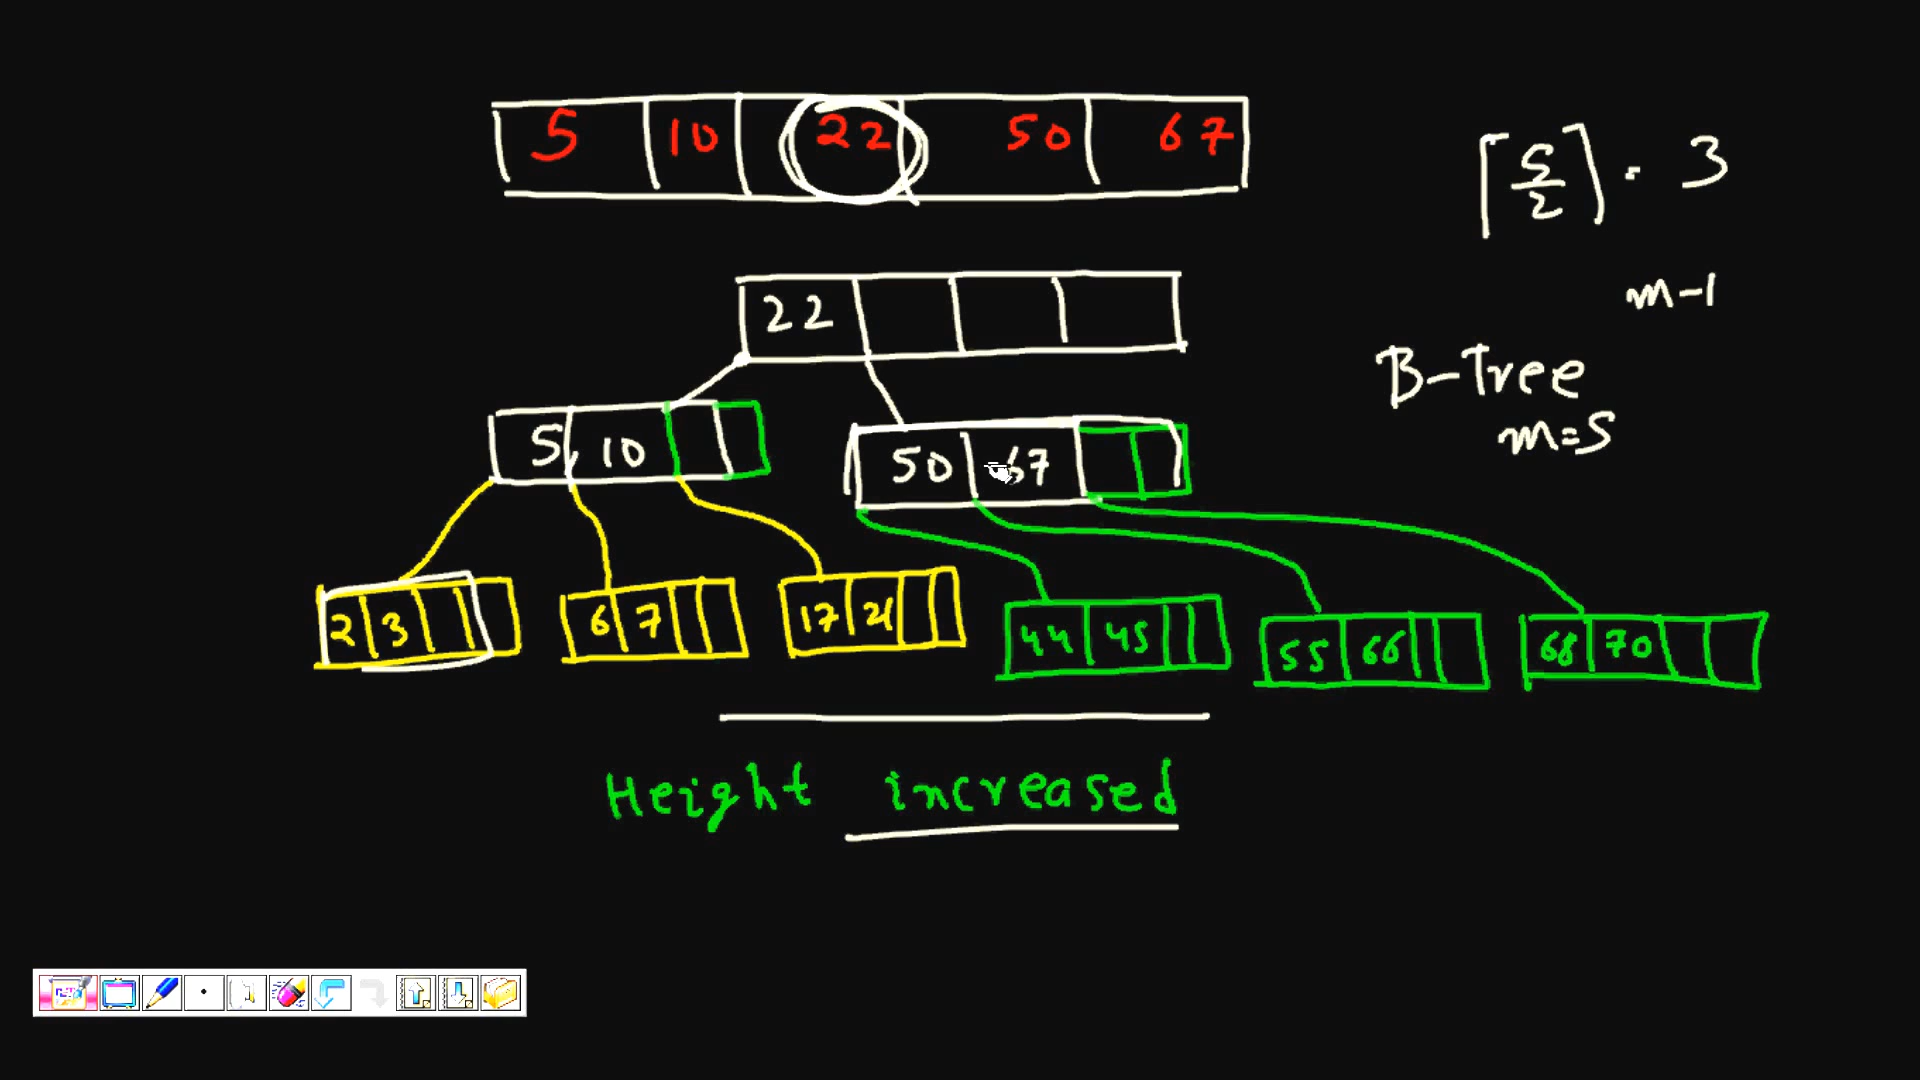 5 10 22 50 67
⌈5/2⌉ = 3
m-1
22
B-Tree
m=5
5 10
50 67
2 3
6 7
17 21
44 45
55 66
68 70
Height increased